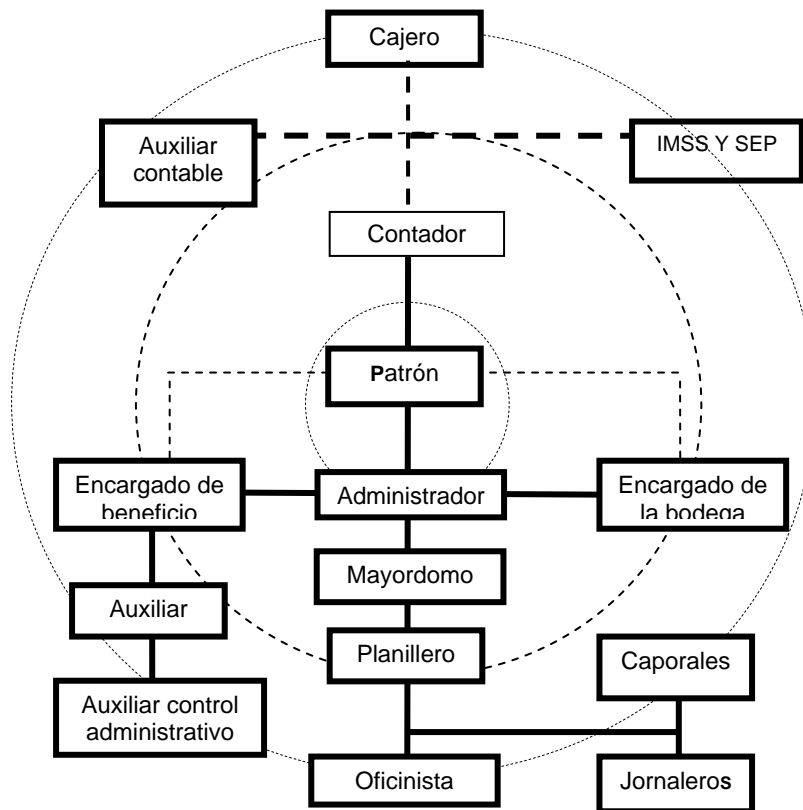 Cajero
Auxiliar
contable
IMSS Y SEP
Contador
Patrón
Encargado de
beneficio
Administrador
Encargado de
la bodega
Mayordomo
Auxiliar
Planillero
Caporales
Auxiliar control
administrativo
Oficinista
Jornaleros